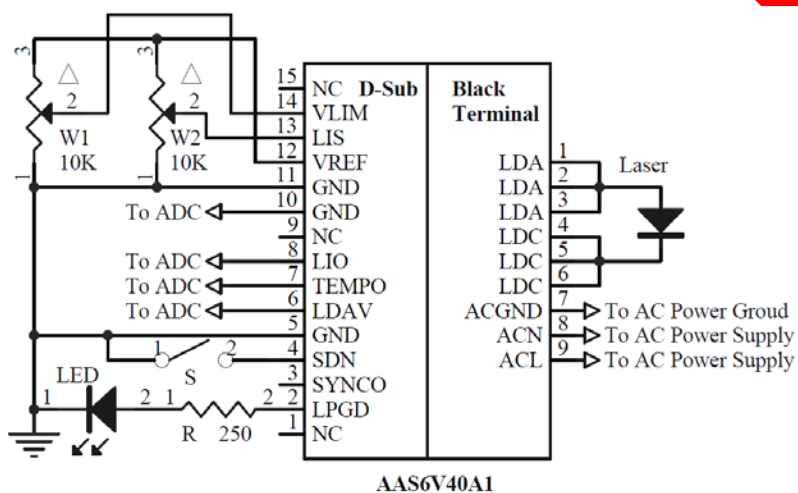 3
3
△
△
2
2
W1
W2
10K
10K
1
1
15
NC
D-Sub
14
VLIM
13
LIS
12
VREF
11
GND
10
GND
To ADC
9
NC
8
LIO
To ADC
7
TEMPO
To ADC
6
LDAV
To ADC
5
GND
4
SDN
1
2
S
3
SYNCO
2
LPGD
LED
1
2
1
2
R
250
1
NC
Black
Terminal
LDA
1
LDA
2
LDA
3
LDC
4
LDC
5
LDC
6
ACGND
7
To AC Power Groud
ACN
8
To AC Power Supply
ACL
9
To AC Power Supply
Laser
AAS6V40A1